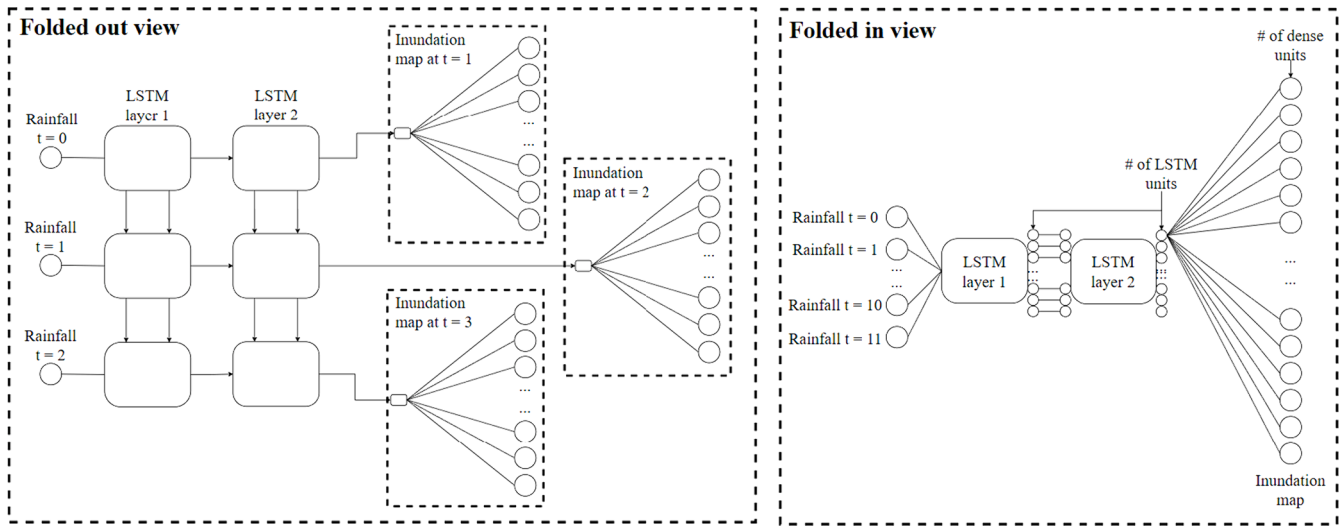 Folded out view
Inundation
map at t = 1
LSTM
layer 1
LSTM
layer 2
Rainfall
t = 0
...
...
Inundation
map at t = 2
Rainfall
t = 1
...
...
Inundation
map at t = 3
Rainfall
t = 2
...
...
Folded in view
# of dense
units
# of LSTM
units
Rainfall t = 0
Rainfall t = 1
...
...
Rainfall t = 10
Rainfall t = 11
LSTM
layer 1
...
LSTM
layer 2
...
...
...
...
Inundation
map